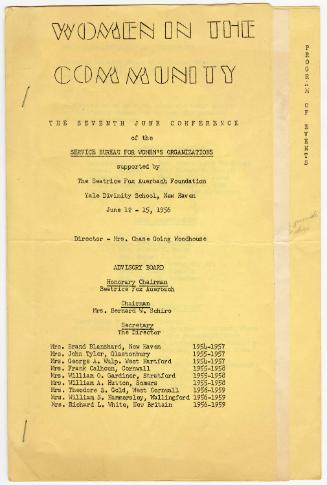 WOMEN IN THE
COMMUNITY
THE SEVENTH JUNE CONFERENCE
of the
SERVICE BUREAU FOR WOMEN'S ORGANIZATIONS
supported by
The Beatrice Fox Auerbach Foundation
Yale Divinity School, New Haven
June 12 - 15, 1956
Director - Mrs. Chase Going Woodhouse
ADVISORY BOARD
Honorary Chairman
Beatrice Fox Auerbach
Chairman
Mrs. Bernard W. Schiro
Secretary
The Director
Mrs. Brand Blanshard, New Haven 1954-1957
Mrs. John Tyler, Glastonbury 1955-1957
Mrs. George A. Walp, West Hartford 1954-1957
Mrs. Frank Calhoun, Cornwall 1955-1958
Mrs. William O. Gardiner, Stratford 1955-1958
Mrs. William A. Hatton, Somers 1955-1958
Mrs. Theodore S. Gold, West Cornwall 1956-1959
Mrs. William S. Hammersley, Wallingford 1956-1959
Mrs. Richard L. White, New Britain 1956-1959
PROGRAM OF EVENTS